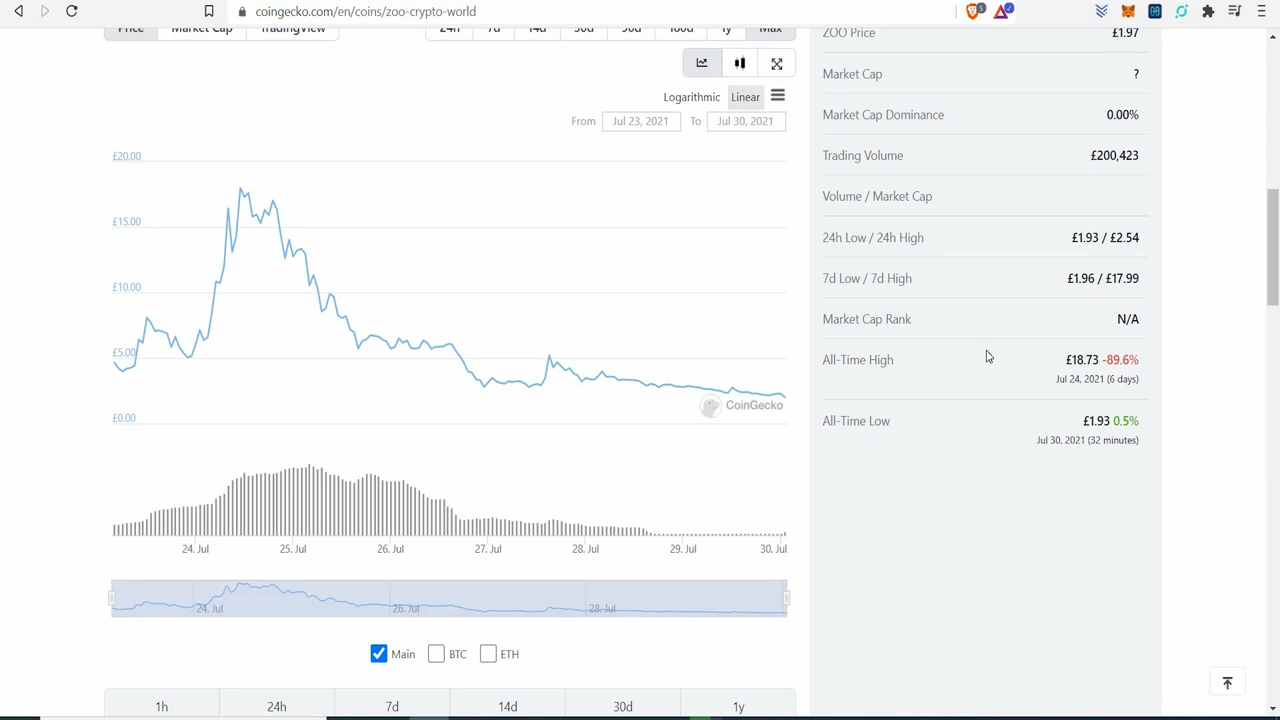 coingecko.com/en/coins/zoo-crypto-world
Price Market Cap TradingView 24h 7d 14d 30d 90d 180d 1y Max
Logarithmic Linear
From Jul 23, 2021 To Jul 30, 2021
£20.00
£15.00
£10.00
£5.00
£0.00
CoinGecko
24. Jul 25. Jul 26. Jul 27. Jul 28. Jul 29. Jul 30. Jul
24. Jul 26. Jul 28. Jul
Main BTC ETH
1h 24h 7d 14d 30d 1y
ZOO Price £1.97
Market Cap ?
Market Cap Dominance 0.00%
Trading Volume £200,423
Volume / Market Cap
24h Low / 24h High £1.93 / £2.54
7d Low / 7d High £1.96 / £17.99
Market Cap Rank N/A
All-Time High £18.73 -89.6%
Jul 24, 2021 (6 days)
All-Time Low £1.93 0.5%
Jul 30, 2021 (32 minutes)